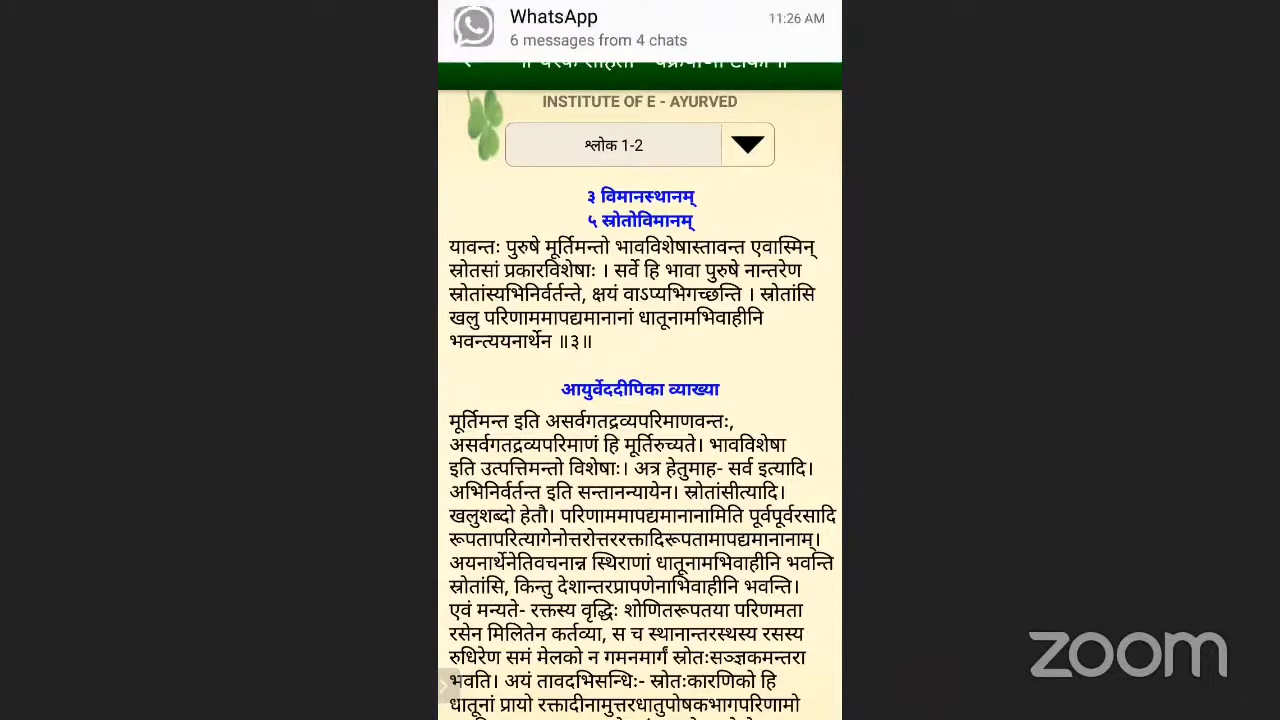 WhatsApp
11:26 AM
6 messages from 4 chats
INSTITUTE OF E - AYURVED
श्लोक 1-2
३ विमानस्थानम्
५ स्रोतोविमानम्
यावन्तः पुरुषे मूर्तिमन्तो भावविशेषास्तावन्त एवास्मिन्
स्रोतसां प्रकारविशेषाः । सर्वे हि भावा पुरुषे नान्तरेण
स्रोतांस्यभिनिर्वर्तन्ते, क्षयं वाऽप्यभिगच्छन्ति । स्रोतांसि
खलु परिणाममापद्यमानानां धातूनामभिवाहीनि
भवन्त्ययनार्थेन ॥३॥
आयुर्वेददीपिका व्याख्या
मूर्तिमन्त इति असर्वगतद्रव्यपरिमाणवन्तः,
असर्वगतद्रव्यपरिमाणं हि मूर्तिरुच्यते। भावविशेषा
इति उत्पत्तिमन्तो विशेषाः। अत्र हेतुमाह- सर्व इत्यादि।
अभिनिर्वर्तन्त इति सन्तानन्यायेन। स्रोतांसीत्यादि।
खलुशब्दो हेतौ। परिणाममापद्यमानानामिति पूर्वपूर्वरसादि
रूपतापरित्यागेनोत्तरोत्तररक्तादिरूपतामापद्यमानानाम्।
अयनार्थेनेतिवचनान्न स्थिराणां धातूनामभिवाहीनि भवन्ति
स्रोतांसि, किन्तु देशान्तरप्रापणेनाभिवाहीनि भवन्ति।
एवं मन्यते- रक्तस्य वृद्धिः शोणितरूपतया परिणमता
रसेन मिलितेन कर्तव्या, स च स्थानान्तरस्थस्य रसस्य
रुधिरेण समं मेलको न गमनमार्गं स्रोतःसञ्ज्ञकमन्तरा
भवति। अयं तावदभिसन्धिः- स्रोतःकारणिको हि
धातूनां प्रायो रक्तादीनामुत्तरधातुपोषकभागपरिणामो
zoom